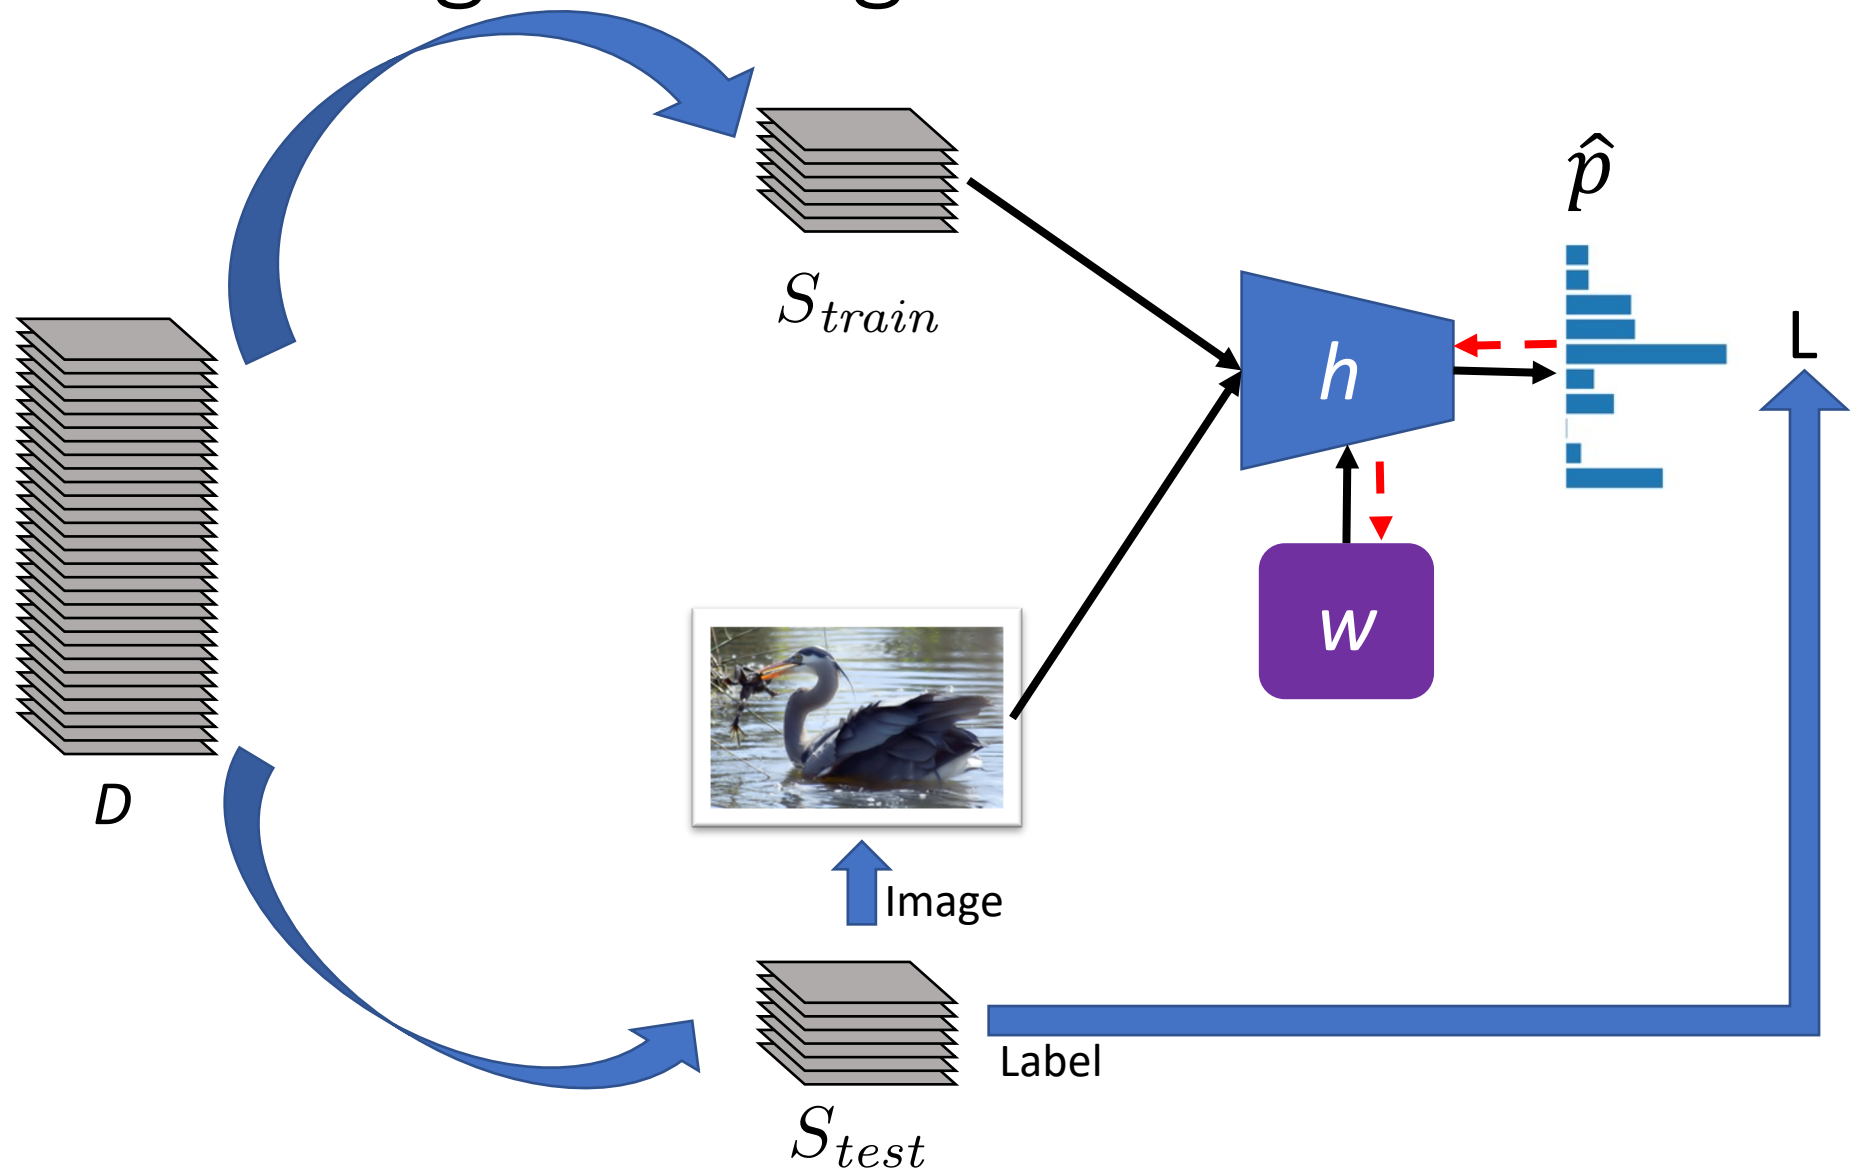 S_train
p̂
L
h
w
D
Image
Label
S_test